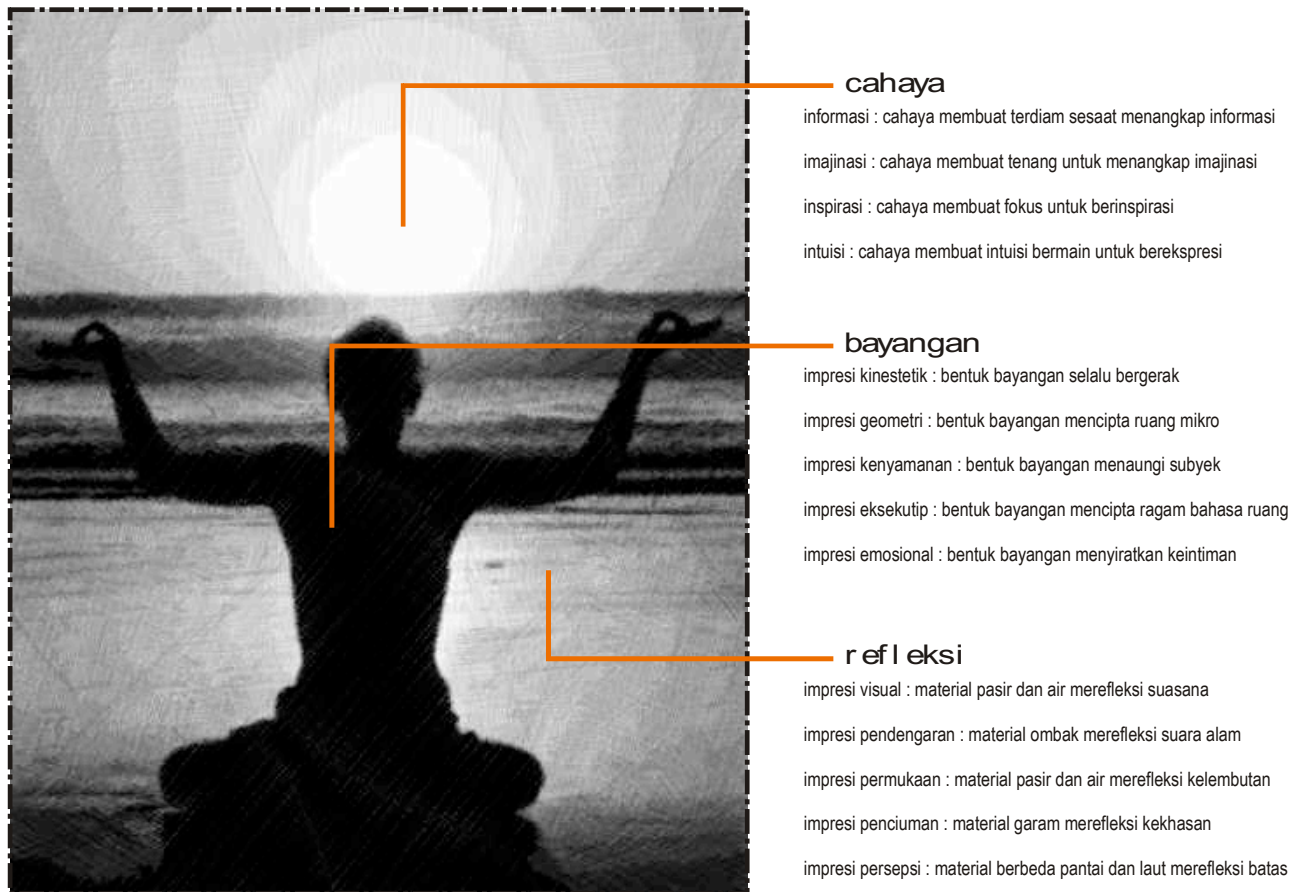 cahaya
informasi : cahaya membuat terdiam sesaat menangkap informasi
imajinasi : cahaya membuat tenang untuk menangkap imajinasi
inspirasi : cahaya membuat fokus untuk berinspirasi
intuisi : cahaya membuat intuisi bermain untuk berekspresi
bayangan
impresi kinestetik : bentuk bayangan selalu bergerak
impresi geometri : bentuk bayangan mencipta ruang mikro
impresi kenyamanan : bentuk bayangan menaungi subyek
impresi eksekutip : bentuk bayangan mencipta ragam bahasa ruang
impresi emosional : bentuk bayangan menyiratkan keintiman
refleksi
impresi visual : material pasir dan air merefleksi suasana
impresi pendengaran : material ombak merefleksi suara alam
impresi permukaan : material pasir dan air merefleksi kelembutan
impresi penciuman : material garam merefleksi kekhasan
impresi persepsi : material berbeda pantai dan laut merefleksi batas